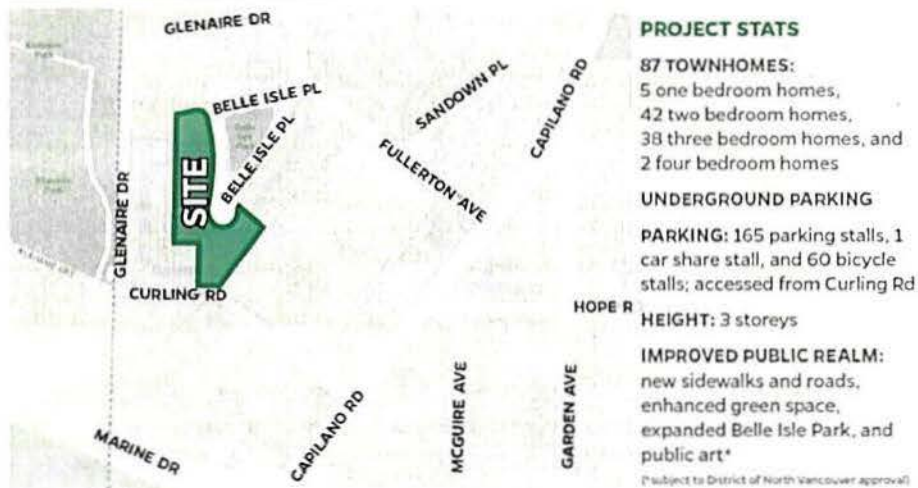 GLENAIRE DR
BELLE ISLE PL
BELLE ISLE PL
SANDOWN PL
CAPILANO RD
FULLERTON AVE
SITE
GLENAIRE DR
CURLING RD
HOPE R
MARINE DR
CAPILANO RD
MCGUIRE AVE
GARDEN AVE
PROJECT STATS
87 TOWNHOMES:
5 one bedroom homes,
42 two bedroom homes,
38 three bedroom homes, and
2 four bedroom homes
UNDERGROUND PARKING
PARKING: 165 parking stalls, 1
car share stall, and 60 bicycle
stalls; accessed from Curling Rd
HEIGHT: 3 storeys
IMPROVED PUBLIC REALM:
new sidewalks and roads,
enhanced green space,
expanded Belle Isle Park, and
public art*
(*subject to District of North Vancouver approval)